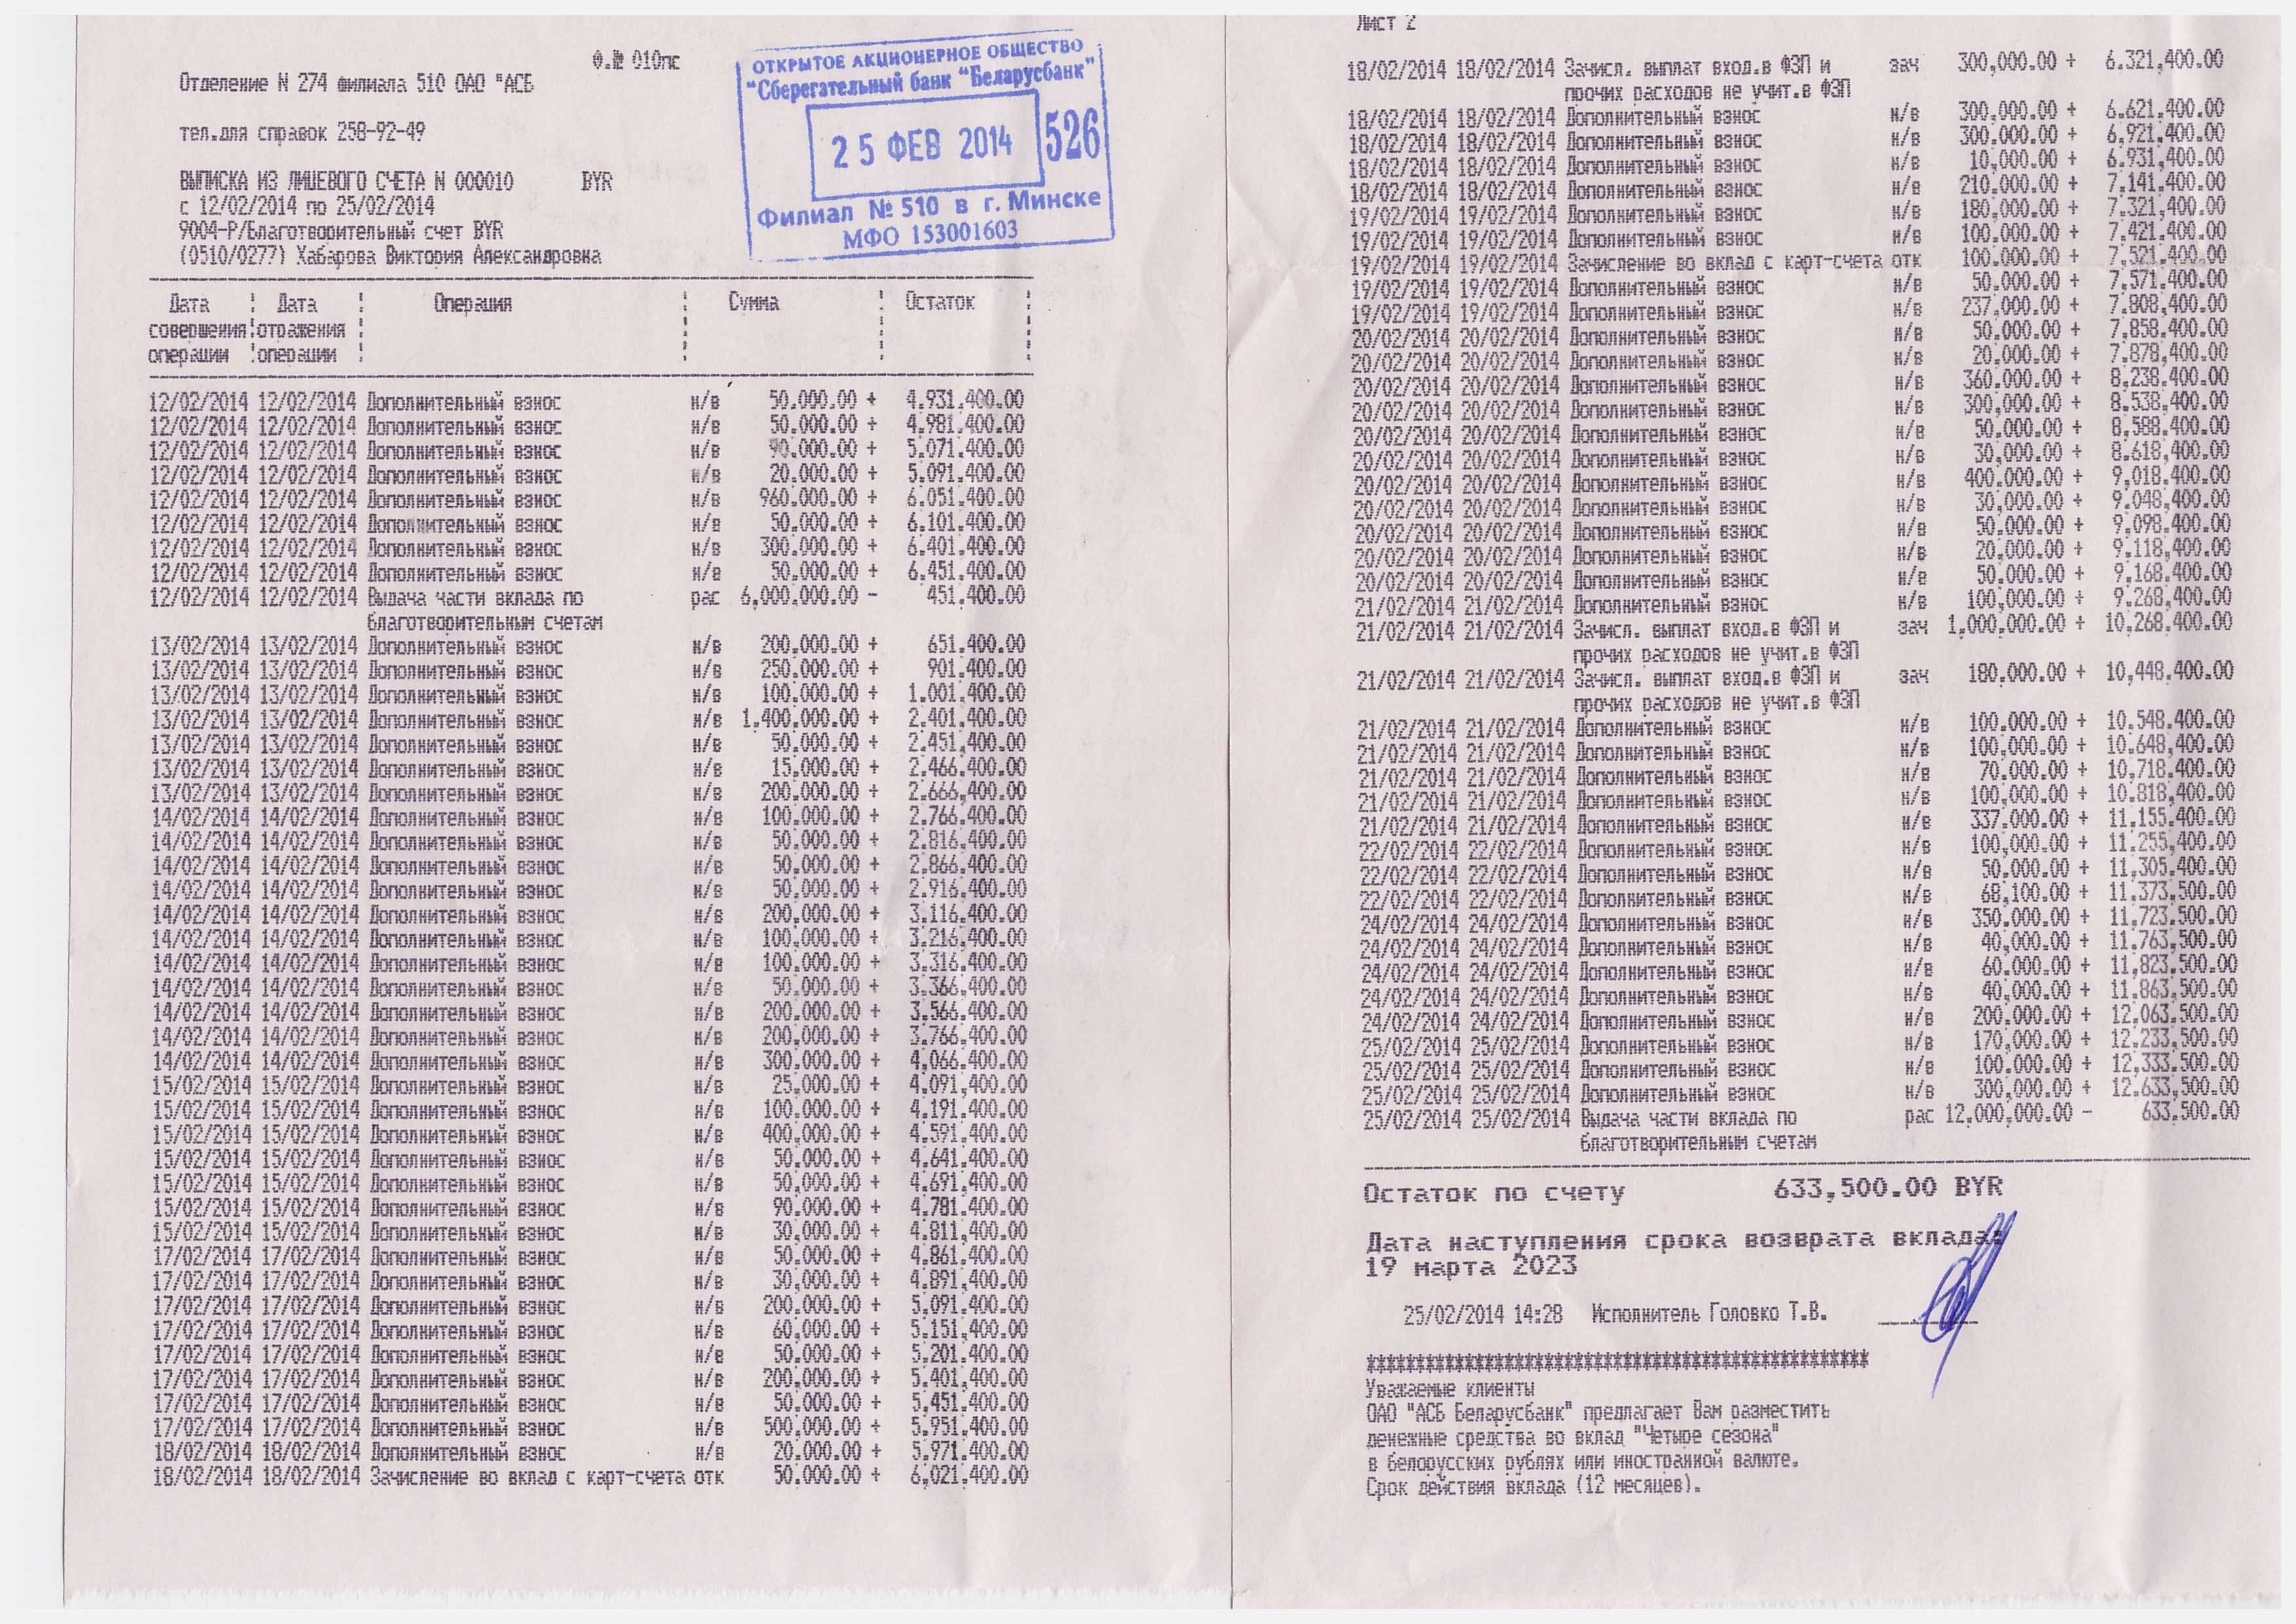 Ф.№ 010пс
Отделение N 274 филиала 510 ОАО "АСБ
тел.для справок 258-92-49
ВЫПИСКА ИЗ ЛИЦЕВОГО СЧЕТА N 000010 BYR
с 12/02/2014 по 25/02/2014
9004-Р/Благотворительный счет BYR
(0510/0277) Хабарова Виктория Александровна
ОТКРЫТОЕ АКЦИОНЕРНОЕ ОБЩЕСТВО
"Сберегательный банк "Беларусбанк"
25 ФЕВ 2014 526
Филиал № 510 в г. Минске
МФО 153001603
Дата Дата Операция Сумма Остаток
совершения отражения
операции операции
12/02/2014 12/02/2014 Дополнительный взнос н/в 50.000.00 + 4.931.400.00
12/02/2014 12/02/2014 Дополнительный взнос н/в 50.000.00 + 4.981.400.00
12/02/2014 12/02/2014 Дополнительный взнос н/в 90.000.00 + 5.071.400.00
12/02/2014 12/02/2014 Дополнительный взнос н/в 20.000.00 + 5.091.400.00
12/02/2014 12/02/2014 Дополнительный взнос н/в 960.000.00 + 6.051.400.00
12/02/2014 12/02/2014 Дополнительный взнос н/в 50.000.00 + 6.101.400.00
12/02/2014 12/02/2014 Дополнительный взнос н/в 300.000.00 + 6.401.400.00
12/02/2014 12/02/2014 Дополнительный взнос н/в 50.000.00 + 6.451.400.00
12/02/2014 12/02/2014 Выдача части вклада по рас 6,000,000.00 - 451.400.00
благотворительным счетам
13/02/2014 13/02/2014 Дополнительный взнос н/в 200,000.00 + 651.400.00
13/02/2014 13/02/2014 Дополнительный взнос н/в 250.000.00 + 901.400.00
13/02/2014 13/02/2014 Дополнительный взнос н/в 100.000.00 + 1.001.400.00
13/02/2014 13/02/2014 Дополнительный взнос н/в 1.400.000.00 + 2.401.400.00
13/02/2014 13/02/2014 Дополнительный взнос н/в 50.000.00 + 2.451,400.00
13/02/2014 13/02/2014 Дополнительный взнос н/в 15.000.00 + 2.466.400.00
13/02/2014 13/02/2014 Дополнительный взнос н/в 200.000.00 + 2.666.400.00
14/02/2014 14/02/2014 Дополнительный взнос н/в 100.000.00 + 2.766.400.00
14/02/2014 14/02/2014 Дополнительный взнос н/в 50.000.00 + 2.816.400.00
14/02/2014 14/02/2014 Дополнительный взнос н/в 50.000.00 + 2.866.400.00
14/02/2014 14/02/2014 Дополнительный взнос н/в 50.000.00 + 2.916.400.00
14/02/2014 14/02/2014 Дополнительный взнос н/в 200.000.00 + 3.116.400.00
14/02/2014 14/02/2014 Дополнительный взнос н/в 100.000.00 + 3.216.400.00
14/02/2014 14/02/2014 Дополнительный взнос н/в 100.000.00 + 3.316.400.00
14/02/2014 14/02/2014 Дополнительный взнос н/в 50.000.00 + 3.366.400.00
14/02/2014 14/02/2014 Дополнительный взнос н/в 200.000.00 + 3.566.400.00
14/02/2014 14/02/2014 Дополнительный взнос н/в 200,000.00 + 3.766.400.00
14/02/2014 14/02/2014 Дополнительный взнос н/в 300.000.00 + 4,066.400.00
15/02/2014 15/02/2014 Дополнительный взнос н/в 25.000.00 + 4.091,400.00
15/02/2014 15/02/2014 Дополнительный взнос н/в 100.000.00 + 4.191.400.00
15/02/2014 15/02/2014 Дополнительный взнос н/в 400.000.00 + 4.591.400.00
15/02/2014 15/02/2014 Дополнительный взнос н/в 50.000.00 + 4.641.400.00
15/02/2014 15/02/2014 Дополнительный взнос н/в 50,000.00 + 4.691.400.00
15/02/2014 15/02/2014 Дополнительный взнос н/в 90.000.00 + 4.781.400.00
15/02/2014 15/02/2014 Дополнительный взнос н/в 30,000.00 + 4.811,400.00
17/02/2014 17/02/2014 Дополнительный взнос н/в 50.000.00 + 4.861.400.00
17/02/2014 17/02/2014 Дополнительный взнос н/в 30,000.00 + 4.891,400.00
17/02/2014 17/02/2014 Дополнительный взнос н/в 200.000.00 + 5.091.400.00
17/02/2014 17/02/2014 Дополнительный взнос н/в 60,000.00 + 5.151,400.00
17/02/2014 17/02/2014 Дополнительный взнос н/в 50.000.00 + 5.201.400.00
17/02/2014 17/02/2014 Дополнительный взнос н/в 200,000.00 + 5.401.400.00
17/02/2014 17/02/2014 Дополнительный взнос н/в 50.000.00 + 5,451.400.00
17/02/2014 17/02/2014 Дополнительный взнос н/в 500,000.00 + 5.951.400.00
18/02/2014 18/02/2014 Дополнительный взнос н/в 20.000.00 + 5.971.400.00
18/02/2014 18/02/2014 Зачисление во вклад с карт-счета отк 50.000.00 + 6,021.400.00
Лист 2
18/02/2014 18/02/2014 Зачисл. выплат вход.в ФЗП и зач 300,000.00 + 6.321,400.00
прочих расходов не учит.в ФЗП
18/02/2014 18/02/2014 Дополнительный взнос н/в 300,000.00 + 6.621.400.00
18/02/2014 18/02/2014 Дополнительный взнос н/в 300.000.00 + 6,921.400.00
18/02/2014 18/02/2014 Дополнительный взнос н/в 10,000.00 + 6.931,400.00
18/02/2014 18/02/2014 Дополнительный взнос н/в 210.000.00 + 7.141.400.00
19/02/2014 19/02/2014 Дополнительный взнос н/в 180,000.00 + 7.321,400.00
19/02/2014 19/02/2014 Дополнительный взнос н/в 100.000.00 + 7.421.400.00
19/02/2014 19/02/2014 Зачисление во вклад с карт-счета отк 100.000.00 + 7.521.400.00
19/02/2014 19/02/2014 Дополнительный взнос н/в 50.000.00 + 7.571.400.00
19/02/2014 19/02/2014 Дополнительный взнос н/в 237,000.00 + 7.808,400.00
20/02/2014 20/02/2014 Дополнительный взнос н/в 50.000.00 + 7,858.400.00
20/02/2014 20/02/2014 Дополнительный взнос н/в 20.000.00 + 7.878,400.00
20/02/2014 20/02/2014 Дополнительный взнос н/в 360.000.00 + 8,238.400.00
20/02/2014 20/02/2014 Дополнительный взнос н/в 300,000.00 + 8.538,400.00
20/02/2014 20/02/2014 Дополнительный взнос н/в 50.000.00 + 8,588.400.00
20/02/2014 20/02/2014 Дополнительный взнос н/в 30,000.00 + 8.618,400.00
20/02/2014 20/02/2014 Дополнительный взнос н/в 400.000.00 + 9,018.400.00
20/02/2014 20/02/2014 Дополнительный взнос н/в 30,000.00 + 9.048,400.00
20/02/2014 20/02/2014 Дополнительный взнос н/в 50.000.00 + 9.098.400.00
20/02/2014 20/02/2014 Дополнительный взнос н/в 20,000.00 + 9.118,400.00
20/02/2014 20/02/2014 Дополнительный взнос н/в 50.000.00 + 9,168.400.00
21/02/2014 21/02/2014 Дополнительный взнос н/в 100,000.00 + 9.268,400.00
21/02/2014 21/02/2014 Зачисл. выплат вход.в ФЗП и зач 1,000,000.00 + 10,268.400.00
прочих расходов не учит.в ФЗП
21/02/2014 21/02/2014 Зачисл. выплат вход.в ФЗП и зач 180,000.00 + 10,448.400.00
прочих расходов не учит.в ФЗП
21/02/2014 21/02/2014 Дополнительный взнос н/в 100.000.00 + 10.548.400.00
21/02/2014 21/02/2014 Дополнительный взнос н/в 100,000.00 + 10.648,400.00
21/02/2014 21/02/2014 Дополнительный взнос н/в 70.000.00 + 10,718.400.00
21/02/2014 21/02/2014 Дополнительный взнос н/в 100,000.00 + 10.818,400.00
21/02/2014 21/02/2014 Дополнительный взнос н/в 337.000.00 + 11,155.400.00
22/02/2014 22/02/2014 Дополнительный взнос н/в 100,000.00 + 11.255,400.00
22/02/2014 22/02/2014 Дополнительный взнос н/в 50.000.00 + 11,305.400.00
22/02/2014 22/02/2014 Дополнительный взнос н/в 68,100.00 + 11.373,500.00
24/02/2014 24/02/2014 Дополнительный взнос н/в 350.000.00 + 11,723.500.00
24/02/2014 24/02/2014 Дополнительный взнос н/в 40,000.00 + 11.763,500.00
24/02/2014 24/02/2014 Дополнительный взнос н/в 60.000.00 + 11,823.500.00
24/02/2014 24/02/2014 Дополнительный взнос н/в 40,000.00 + 11.863,500.00
24/02/2014 24/02/2014 Дополнительный взнос н/в 200.000.00 + 12,063.500.00
25/02/2014 25/02/2014 Дополнительный взнос н/в 170,000.00 + 12.233,500.00
25/02/2014 25/02/2014 Дополнительный взнос н/в 100.000.00 + 12,333.500.00
25/02/2014 25/02/2014 Дополнительный взнос н/в 300,000.00 + 12.633,500.00
25/02/2014 25/02/2014 Выдача части вклада по рас 12,000,000.00 - 633.500.00
благотворительным счетам
Остаток по счету 633,500.00 BYR
Дата наступления срока возврата вклада:
19 марта 2023
25/02/2014 14:28 Исполнитель Головко Т.В.
Уважаемые клиенты
ОАО "АСБ Беларусбанк" предлагает Вам разместить
денежные средства во вклад "Четыре сезона"
в белорусских рублях или иностранной валюте.
Срок действия вклада (12 месяцев).